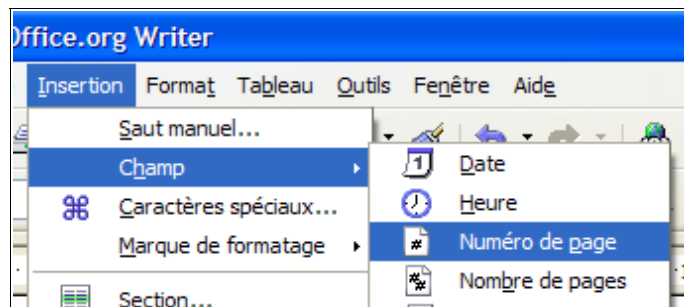 Office.org Writer
Insertion Format Tableau Outils Fenêtre Aide
Saut manuel...
Champ
Caractères spéciaux...
Marque de formatage
Section...
Date
Heure
Numéro de page
Nombre de pages